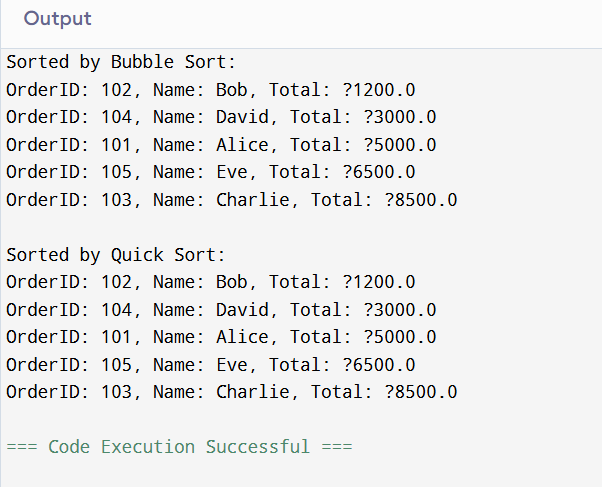 Output
Sorted by Bubble Sort:
OrderID: 102, Name: Bob, Total: ?1200.0
OrderID: 104, Name: David, Total: ?3000.0
OrderID: 101, Name: Alice, Total: ?5000.0
OrderID: 105, Name: Eve, Total: ?6500.0
OrderID: 103, Name: Charlie, Total: ?8500.0
Sorted by Quick Sort:
OrderID: 102, Name: Bob, Total: ?1200.0
OrderID: 104, Name: David, Total: ?3000.0
OrderID: 101, Name: Alice, Total: ?5000.0
OrderID: 105, Name: Eve, Total: ?6500.0
OrderID: 103, Name: Charlie, Total: ?8500.0
=== Code Execution Successful ===